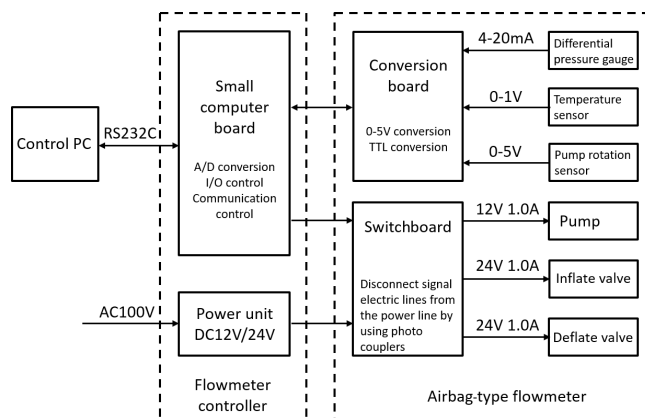 Control PC
RS232C
Small
computer
board
A/D conversion
I/O control
Communication
control
Conversion
board
0-5V conversion
TTL conversion
4-20mA
Differential
pressure gauge
0-1V
Temperature
sensor
0-5V
Pump rotation
sensor
Switchboard
Disconnect signal
electric lines from
the power line by
using photo
couplers
12V 1.0A
Pump
24V 1.0A
Inflate valve
24V 1.0A
Deflate valve
AC100V
Power unit
DC12V/24V
Flowmeter
controller
Airbag-type flowmeter